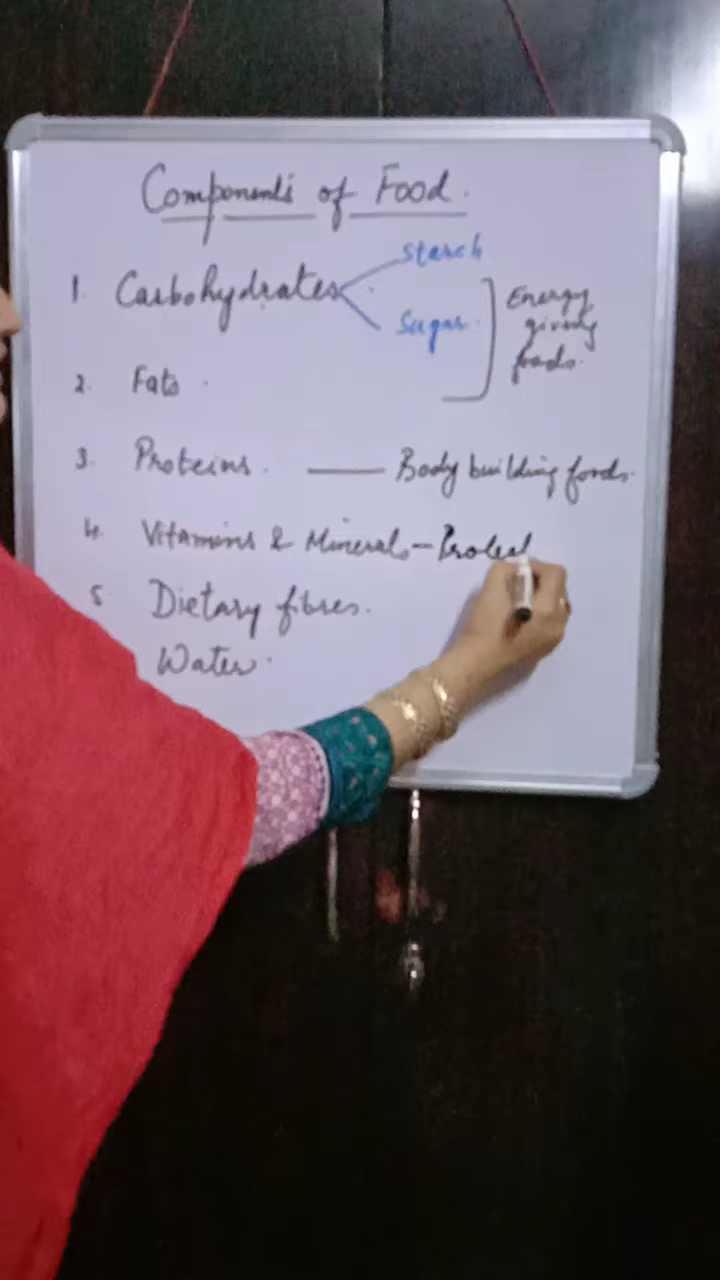 Components of Food.
1. Carbohydrates
Starch
Sugar.
Energy
giving
foods.
2. Fats.
3. Proteins. — Body building foods.
4. Vitamins & Minerals - Protect
5 Dietary fibres.
Water.